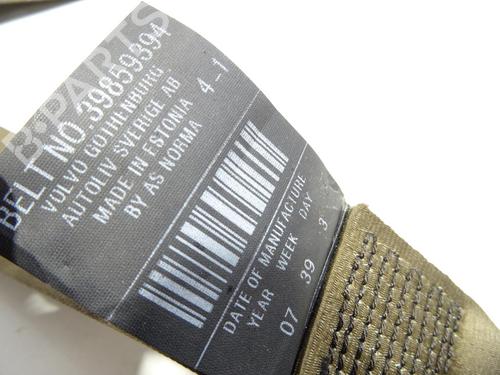 BELT NO. 39859394
VOLVO GOTHENBURG
AUTOLIV SVERIGE AB
MADE IN ESTONIA 4-1
BY AS NORMA
DATE OF MANUFACTURE
YEAR WEEK DAY
07 39 3
B-PARTS